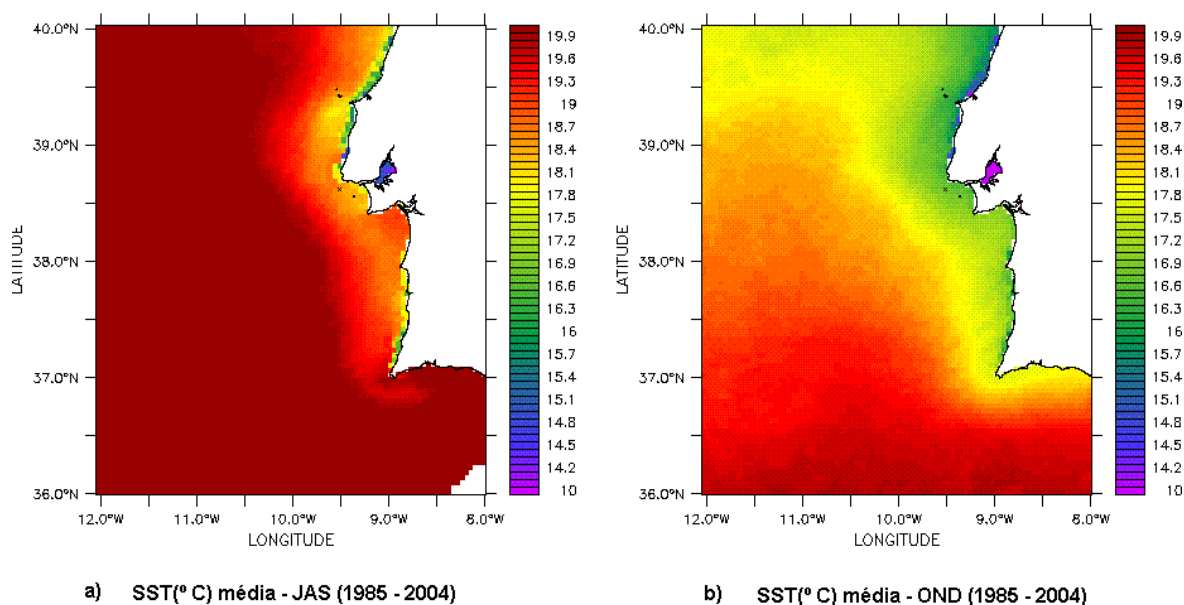 40.0°N
39.0°N
38.0°N
37.0°N
36.0°N
LATITUDE
12.0°W 11.0°W 10.0°W 9.0°W 8.0°W
LONGITUDE
19.9
19.6
19.3
19
18.7
18.4
18.1
17.8
17.5
17.2
16.9
16.6
16.3
16
15.7
15.4
15.1
14.8
14.5
14.2
10
a) SST(º C) média - JAS (1985 - 2004)
40.0°N
39.0°N
38.0°N
37.0°N
36.0°N
LATITUDE
12.0°W 11.0°W 10.0°W 9.0°W 8.0°W
LONGITUDE
19.9
19.6
19.3
19
18.7
18.4
18.1
17.8
17.5
17.2
16.9
16.6
16.3
16
15.7
15.4
15.1
14.8
14.5
14.2
10
b) SST(º C) média - OND (1985 - 2004)